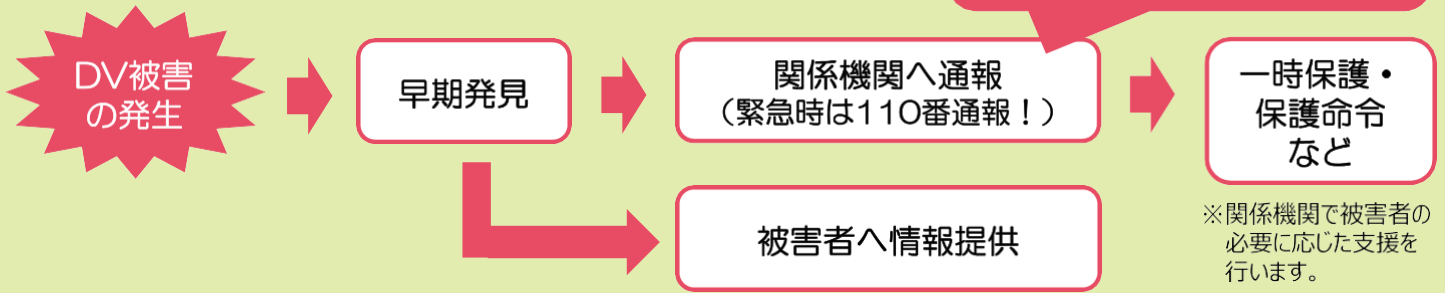 DV被害
の発生
早期発見
関係機関へ通報
（緊急時は110番通報！）
一時保護・
保護命令
など
※関係機関で被害者の
必要に応じた支援を
行います。
被害者へ情報提供